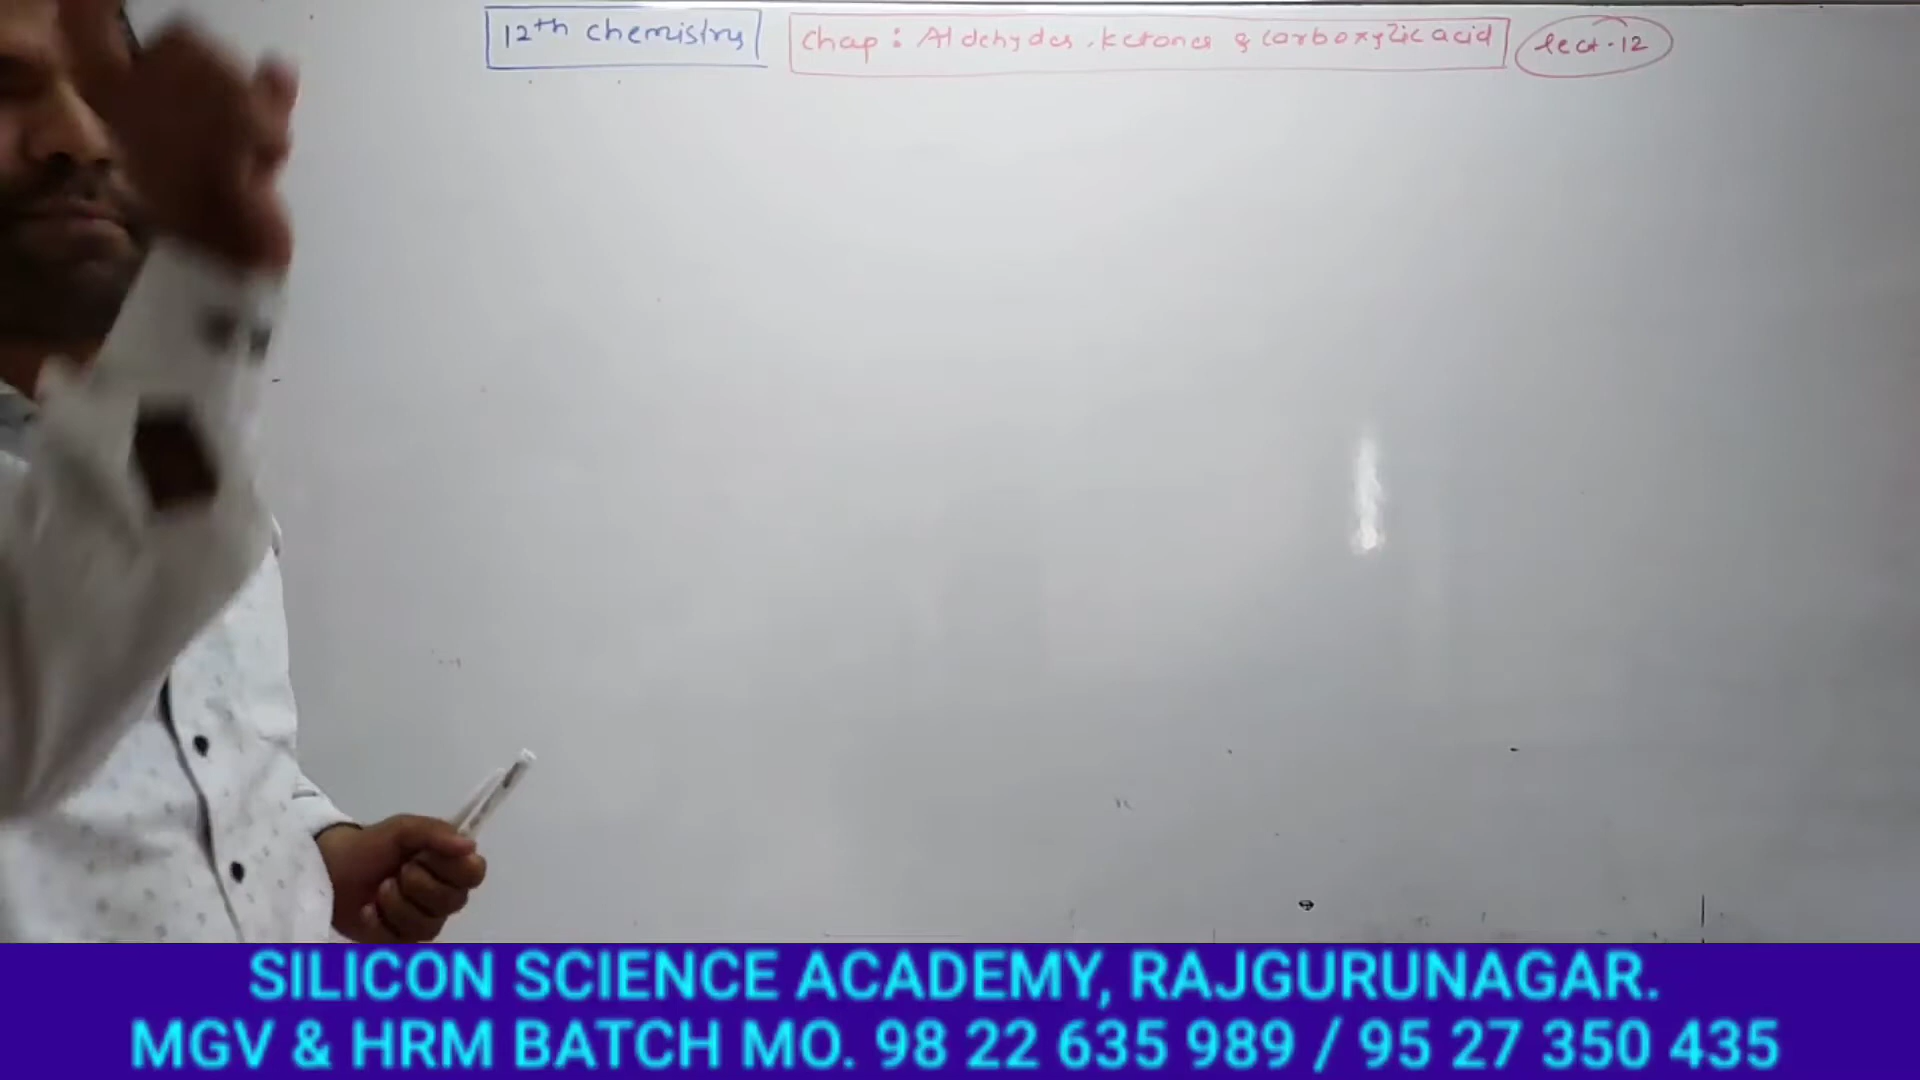 12th chemistry chap: Aldehydes, ketones & carboxylic acid lect-12
SILICON SCIENCE ACADEMY, RAJGURUNAGAR.
MGV & HRM BATCH MO. 98 22 635 989 / 95 27 350 435